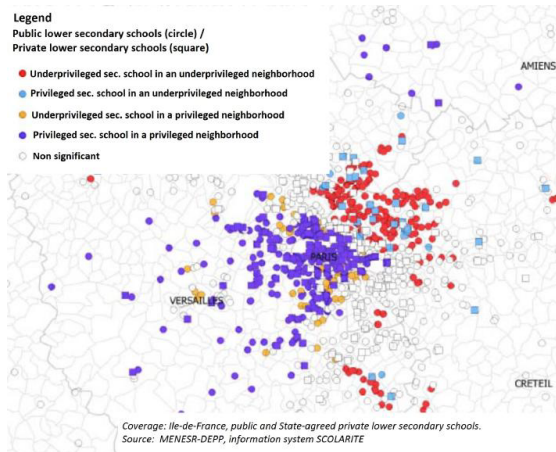 Legend
Public lower secondary schools (circle) /
Private lower secondary schools (square)
Underprivileged sec. school in an underprivileged neighborhood
Privileged sec. school in an underprivileged neighborhood
Underprivileged sec. school in a privileged neighborhood
Privileged sec. school in a privileged neighborhood
Non significant
AMIENS
PARIS
VERSAILLES
CRETEIL
Coverage: Ile-de-France, public and State-agreed private lower secondary schools.
Source: MENESR-DEPP, information system SCOLARITE